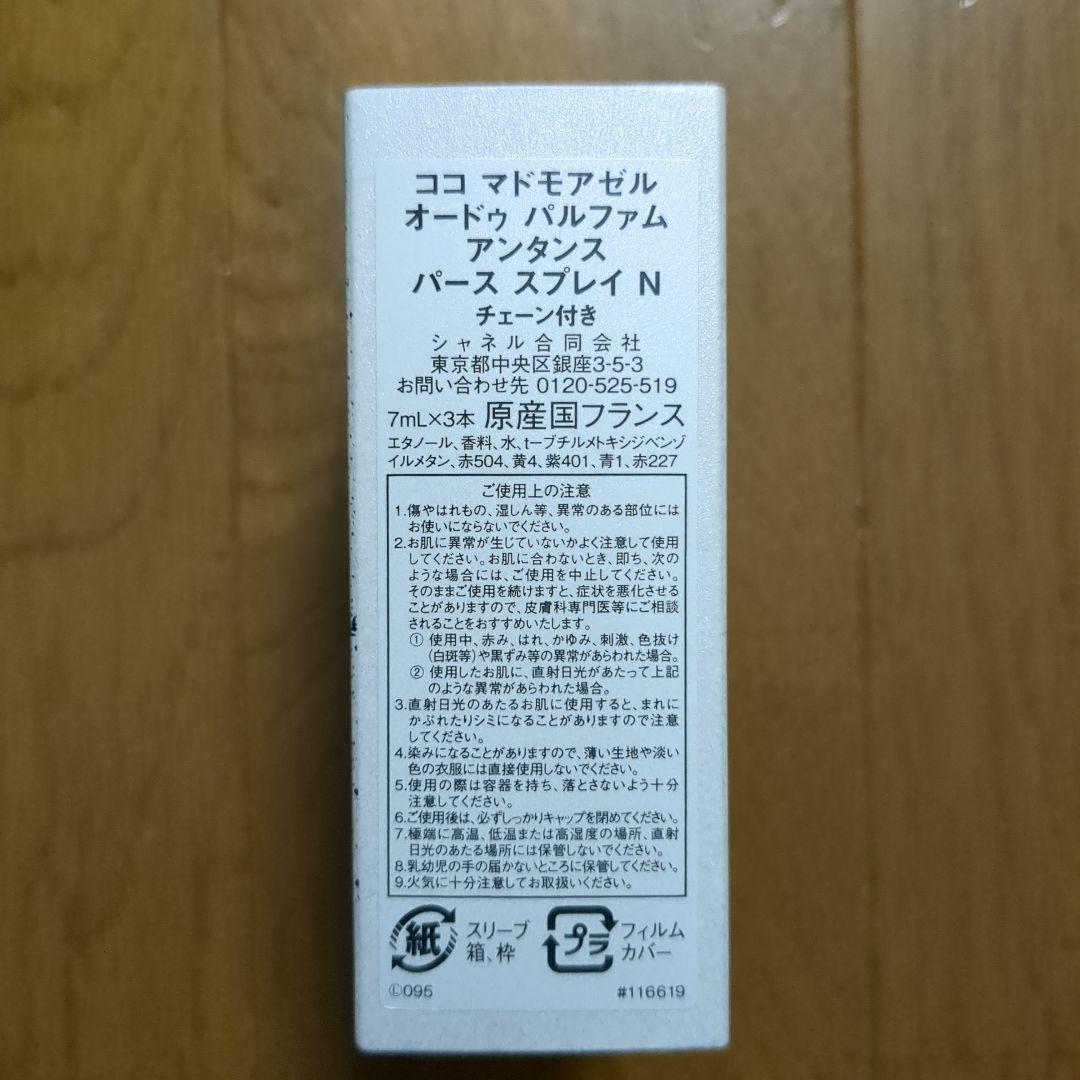 ココ マドモアゼル
オードゥ パルファム
アンタンス
パース スプレイ N
チェーン付き
シャネル合同会社
東京都中央区銀座3-5-3
お問い合わせ先 0120-525-519
7mL×3本 原産国フランス
エタノール、香料、水、t-ブチルメトキシジベンゾ
イルメタン、赤504、黄4、紫401、青1、赤227
ご使用上の注意
1.傷やはれもの、湿しん等、異常のある部位には
お使いにならないでください。
2.お肌に異常が生じていないかよく注意して使用
してください。お肌に合わないとき、即ち、次の
ような場合には、ご使用を中止してください。
そのままご使用を続けますと、症状を悪化させる
ことがありますので、皮膚科専門医等にご相談
されることをおすすめいたします。
① 使用中、赤み、はれ、かゆみ、刺激、色抜け
(白斑等)や黒ずみ等の異常があらわれた場合。
② 使用したお肌に、直射日光があたって上記
のような異常があらわれた場合。
3.直射日光のあたるお肌に使用すると、まれに
かぶれたりシミになることがありますので注意
してください。
4.染みになることがありますので、薄い生地や淡い
色の衣服には直接使用しないでください。
5.使用の際は容器を持ち、落とさないよう十分
注意してください。
6.ご使用後は、必ずしっかりキャップを閉めてください。
7.極端に高温、低温または高湿度の場所、直射
日光のあたる場所には保管しないでください。
8.乳幼児の手の届かないところに保管してください。
9.火気に十分注意してお取扱いください。
紙 スリーブ
箱、枠
プラ フィルム
カバー
Ⓛ095
#116619